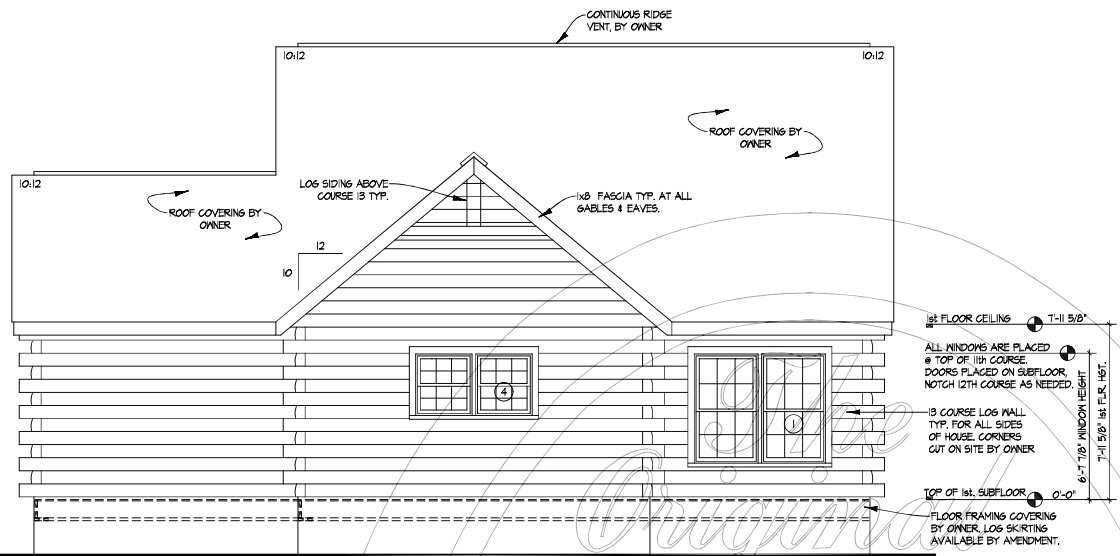 CONTINUOUS RIDGE
VENT, BY OWNER
10:12
10:12
ROOF COVERING BY
OWNER
10:12
LOG SIDING ABOVE
COURSE 13 TYP.
1x8 FASCIA TYP. AT ALL
GABLES & EAVES.
ROOF COVERING BY
OWNER
12
10
1st FLOOR CEILING
7'-11 5/8"
ALL WINDOWS ARE PLACED
@ TOP OF 11th COURSE.
DOORS PLACED ON SUBFLOOR,
NOTCH 12TH COURSE AS NEEDED.
4
1
13 COURSE LOG WALL
TYP. FOR ALL SIDES
OF HOUSE. CORNERS
CUT ON SITE BY OWNER
6'-7 7/8" WINDOW HEIGHT
7'-11 5/8" 1st FLR. HGT.
TOP OF 1st. SUBFLOOR
0'-0"
FLOOR FRAMING COVERING
BY OWNER. LOG SKIRTING
AVAILABLE BY AMENDMENT.
The
Original